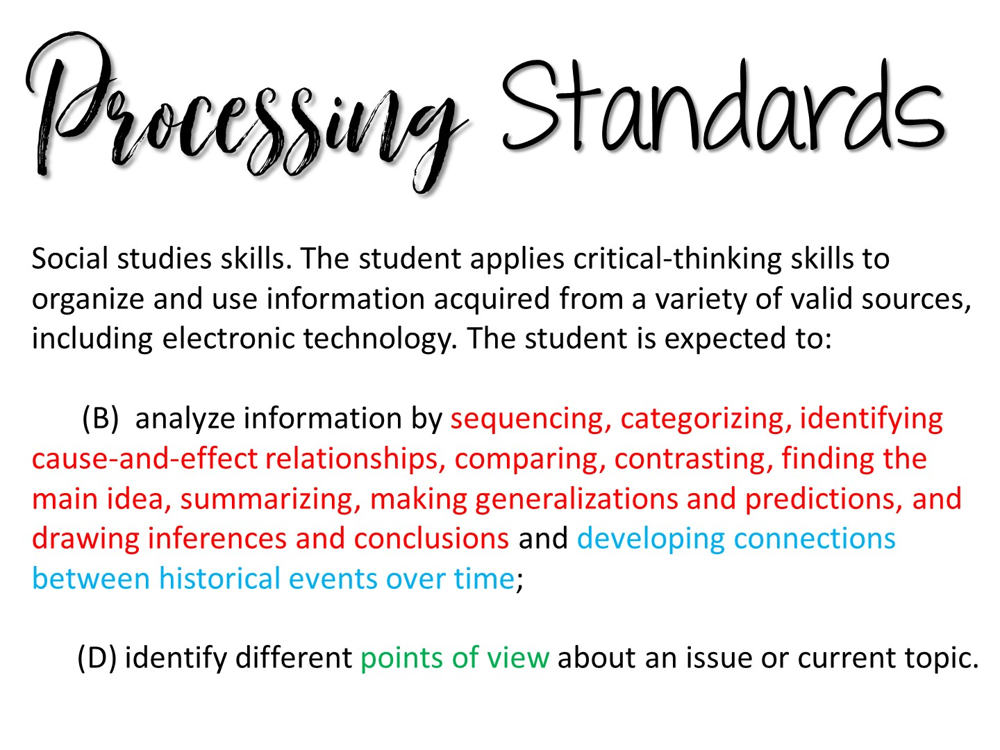 Processing Standards
Social studies skills. The student applies critical-thinking skills to
organize and use information acquired from a variety of valid sources,
including electronic technology. The student is expected to:
(B) analyze information by sequencing, categorizing, identifying
cause-and-effect relationships, comparing, contrasting, finding the
main idea, summarizing, making generalizations and predictions, and
drawing inferences and conclusions and developing connections
between historical events over time;
(D) identify different points of view about an issue or current topic.